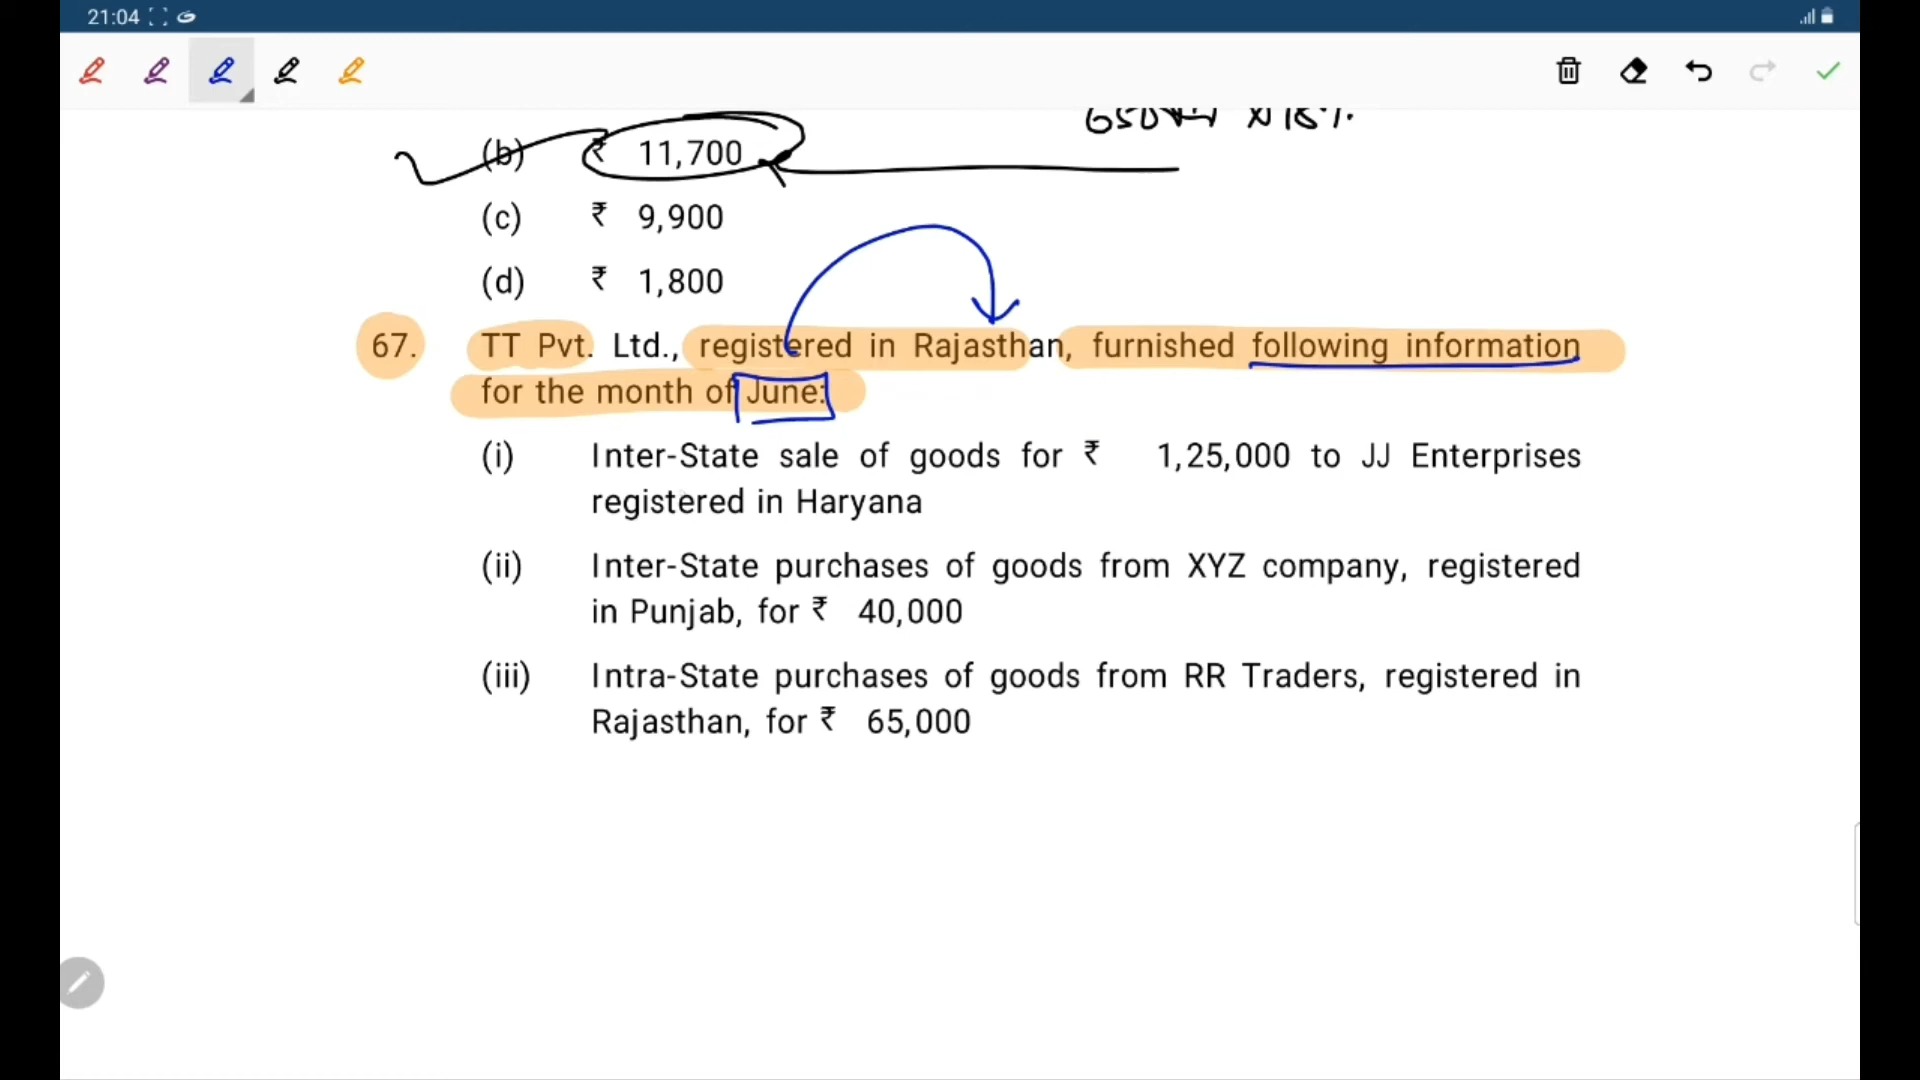 21:04
650 × 18%
(b) ₹ 11,700
(c) ₹ 9,900
(d) ₹ 1,800
67. TT Pvt. Ltd., registered in Rajasthan, furnished following information
for the month of June:
(i) Inter-State sale of goods for ₹ 1,25,000 to JJ Enterprises
registered in Haryana
(ii) Inter-State purchases of goods from XYZ company, registered
in Punjab, for ₹ 40,000
(iii) Intra-State purchases of goods from RR Traders, registered in
Rajasthan, for ₹ 65,000